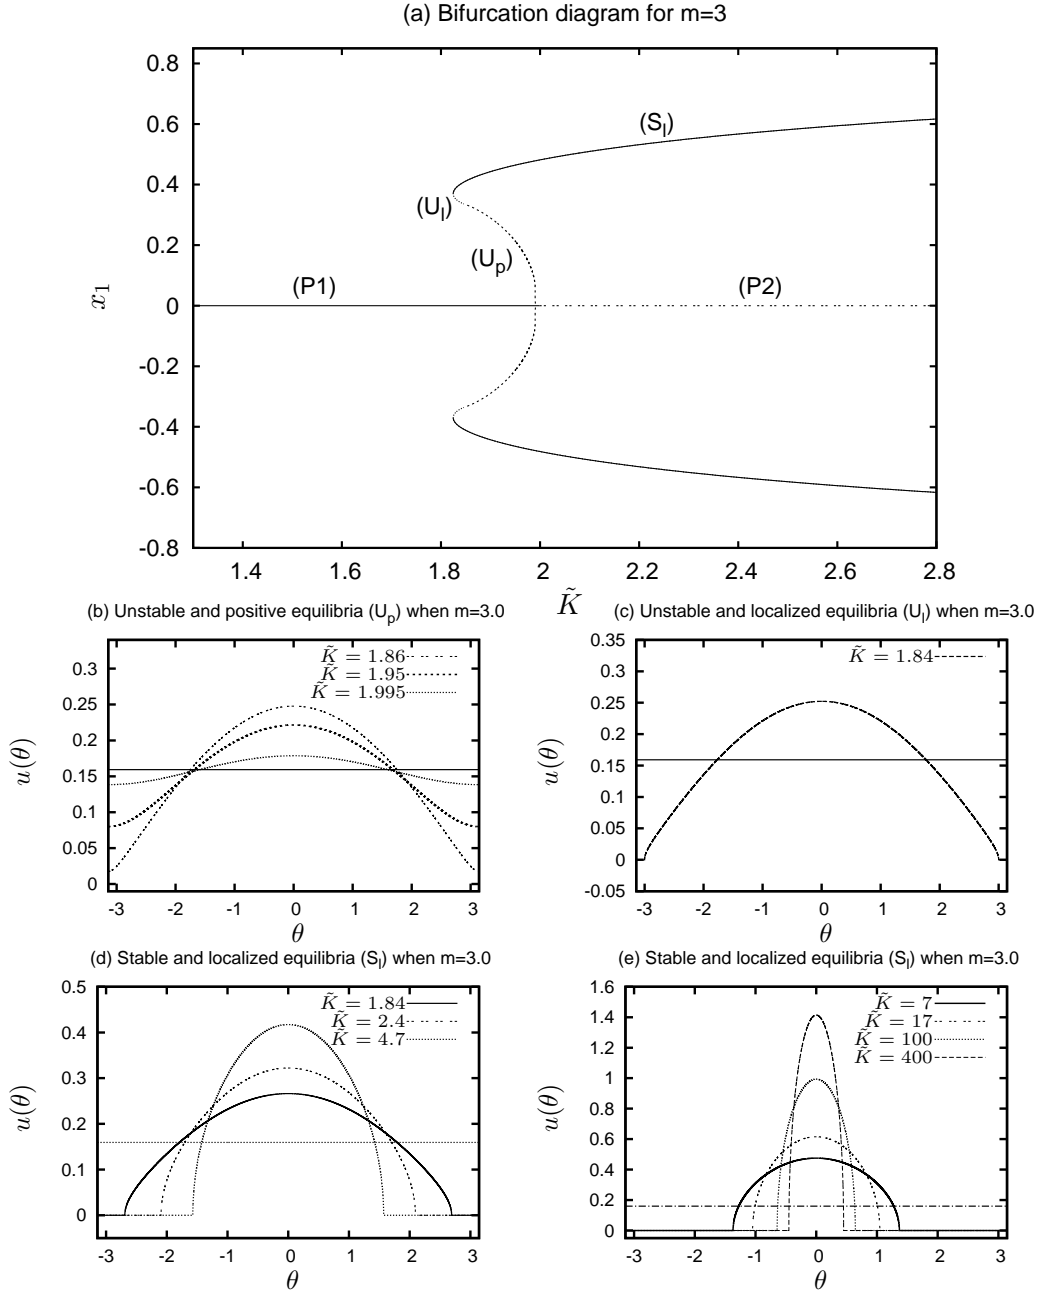 (a) Bifurcation diagram for m=3
0.8
0.6
0.4
0.2
0
-0.2
-0.4
-0.6
-0.8
x₁
(Sₗ)
(Uₗ)
(Uₚ)
(P1)
(P2)
1.4 1.6 1.8 2 2.2 2.4 2.6 2.8
K̃
(b) Unstable and positive equilibria (Uₚ) when m=3.0
K̃ = 1.86
K̃ = 1.95
K̃ = 1.995
0.3
0.25
0.2
0.15
0.1
0.05
0
u(θ)
-3 -2 -1 0 1 2 3
θ
(c) Unstable and localized equilibria (Uₗ) when m=3.0
K̃ = 1.84
0.35
0.3
0.25
0.2
0.15
0.1
0.05
0
-0.05
u(θ)
-3 -2 -1 0 1 2 3
θ
(d) Stable and localized equilibria (Sₗ) when m=3.0
K̃ = 1.84
K̃ = 2.4
K̃ = 4.7
0.5
0.4
0.3
0.2
0.1
0
u(θ)
-3 -2 -1 0 1 2 3
θ
(e) Stable and localized equilibria (Sₗ) when m=3.0
K̃ = 7
K̃ = 17
K̃ = 100
K̃ = 400
1.6
1.4
1.2
1
0.8
0.6
0.4
0.2
0
u(θ)
-3 -2 -1 0 1 2 3
θ